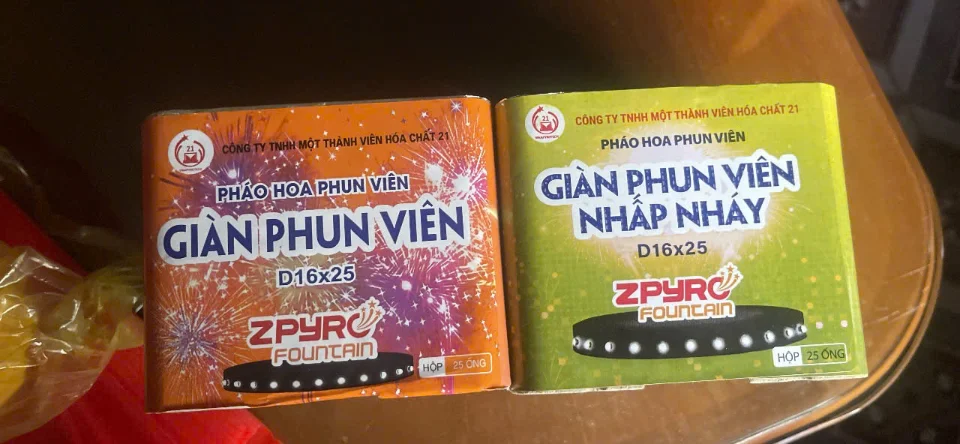 21
CÔNG TY TNHH MỘT THÀNH VIÊN HÓA CHẤT 21
PHÁO HOA PHUN VIÊN
GIÀN PHUN VIÊN
D16x25
ZPYRO
FOUNTAIN
HỘP 25 ỐNG
21
CÔNG TY TNHH MỘT THÀNH VIÊN HÓA CHẤT 21
PHÁO HOA PHUN VIÊN
GIÀN PHUN VIÊN
NHẤP NHÁY
D16x25
ZPYRO
FOUNTAIN
HỘP 25 ỐNG